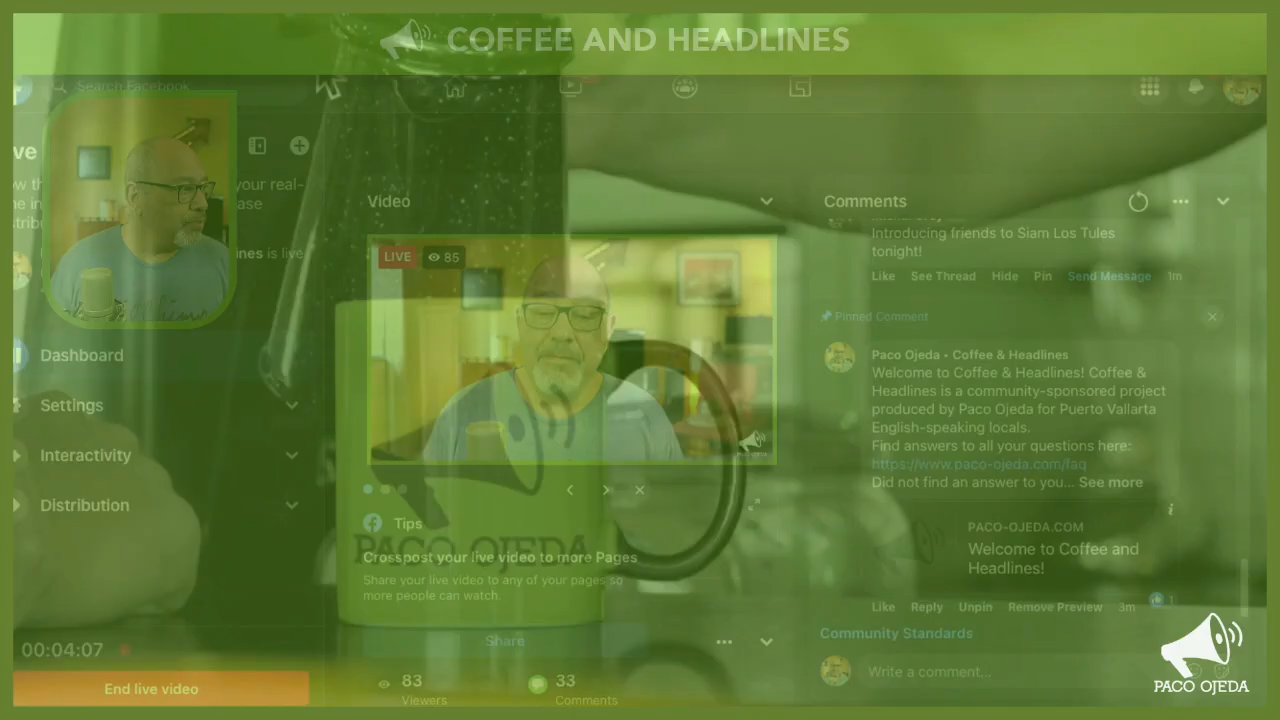 COFFEE AND HEADLINES
Search Facebook
ve
your real-
ase
is live
Dashboard
Settings
Interactivity
Distribution
00:04:07
End live video
Video
LIVE
85
PACO OJEDA
Tips
Crosspost your live video to more Pages
Share your live video to any of your pages so
more people can watch.
Share
83
Viewers
33
Comments
Comments
Introducing friends to Siam Los Tules
tonight!
Like See Thread Hide Pin Send Message 1m
Pinned Comment
Paco Ojeda • Coffee & Headlines
Welcome to Coffee & Headlines! Coffee &
Headlines is a community-sponsored project
produced by Paco Ojeda for Puerto Vallarta
English-speaking locals.
Find answers to all your questions here:
https://www.paco-ojeda.com/faq
Did not find an answer to you... See more
PACO-OJEDA.COM
Welcome to Coffee and
Headlines!
Like Reply Unpin Remove Preview 3m
1
Community Standards
Write a comment...
PACO OJEDA